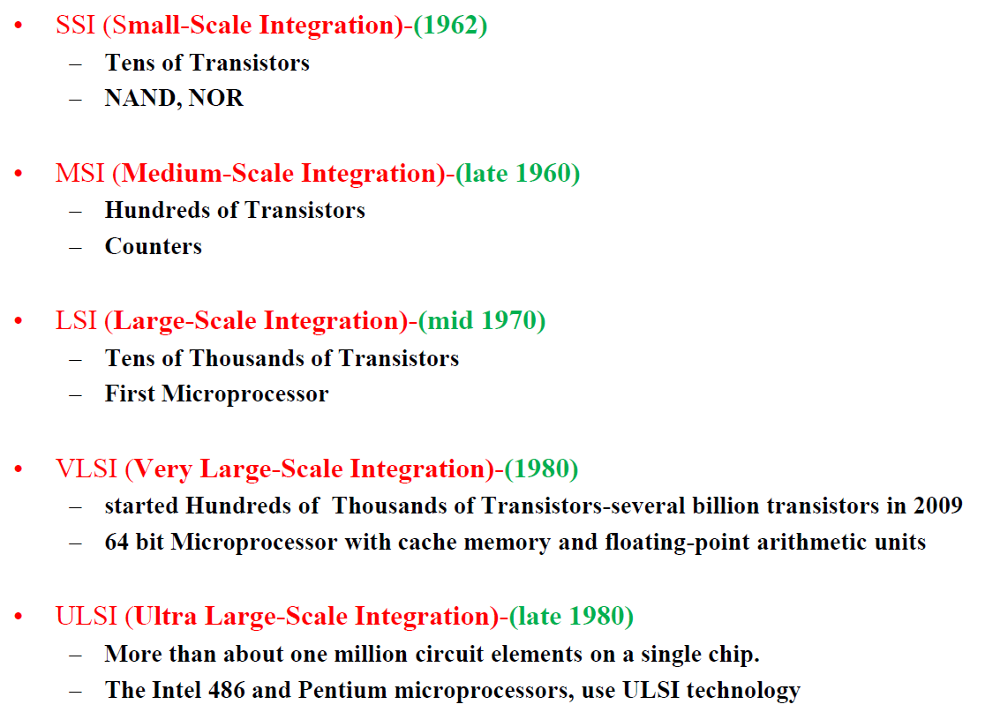 • SSI (Small-Scale Integration)-(1962)
– Tens of Transistors
– NAND, NOR
• MSI (Medium-Scale Integration)-(late 1960)
– Hundreds of Transistors
– Counters
• LSI (Large-Scale Integration)-(mid 1970)
– Tens of Thousands of Transistors
– First Microprocessor
• VLSI (Very Large-Scale Integration)-(1980)
– started Hundreds of Thousands of Transistors-several billion transistors in 2009
– 64 bit Microprocessor with cache memory and floating-point arithmetic units
• ULSI (Ultra Large-Scale Integration)-(late 1980)
– More than about one million circuit elements on a single chip.
– The Intel 486 and Pentium microprocessors, use ULSI technology